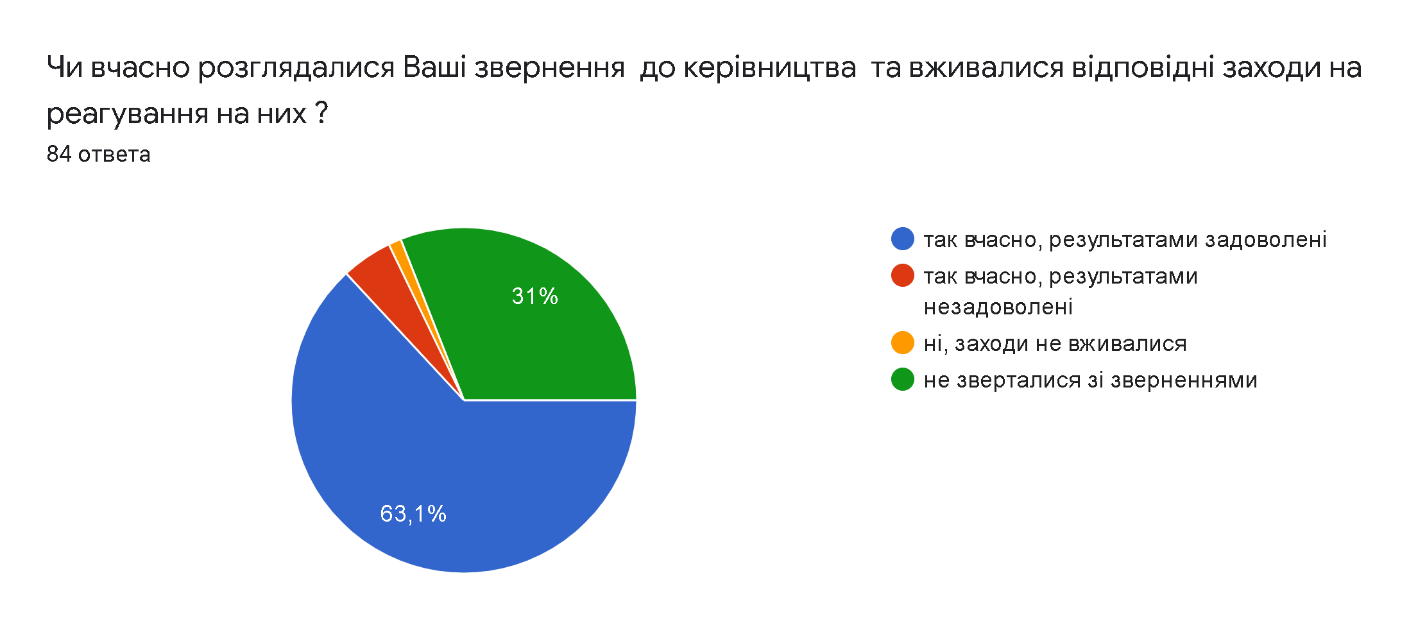 Чи вчасно розглядалися Ваші звернення  до керівництва  та вживалися відповідні заходи на
реагування на них ?
84 ответа
31%
63,1%
так вчасно, результатами задоволені
так вчасно, результатами
незадоволені
ні, заходи не вживалися
не зверталися зі зверненнями